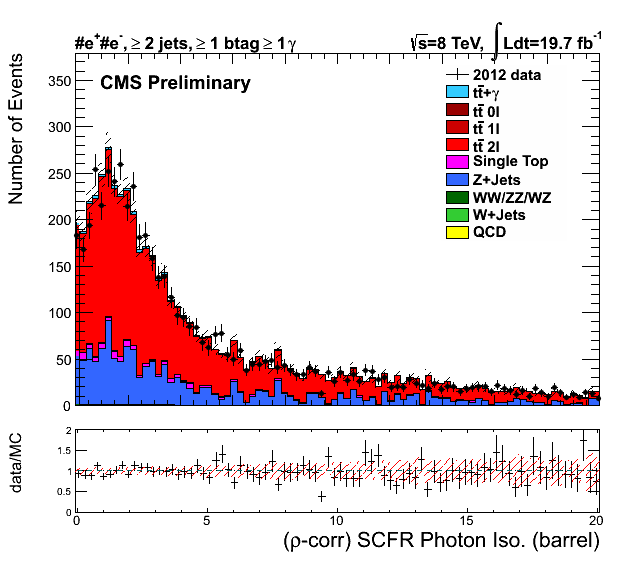 #e⁺#e⁻, ≥ 2 jets, ≥ 1 btag ≥ 1 γ
√s=8 TeV, ∫ Ldt=19.7 fb⁻¹
CMS Preliminary
2012 data
tt̄+γ
tt̄ 0l
tt̄ 1l
tt̄ 2l
Single Top
Z+Jets
WW/ZZ/WZ
W+Jets
QCD
Number of Events
350
300
250
200
150
100
50
0
data/MC
2
1.5
1
0.5
0
0 5 10 15 20
(ρ-corr) SCFR Photon Iso. (barrel)